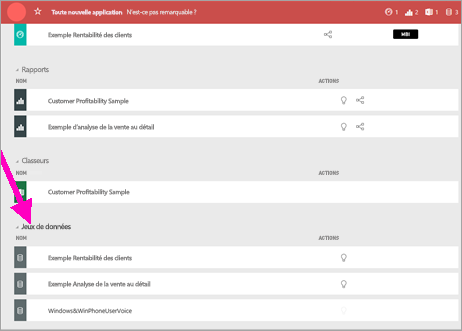 Toute nouvelle application N'est-ce pas remarquable ? 1 2 1 3
Exemple Rentabilité des clients MBI
Rapports
NOM ACTIONS
Customer Profitability Sample
Exemple d'analyse de la vente au détail
Classeurs
NOM ACTIONS
Customer Profitability Sample
Jeux de données
NOM ACTIONS
Exemple Rentabilité des clients
Exemple Analyse de la vente au détail
Windows&WinPhoneUserVoice